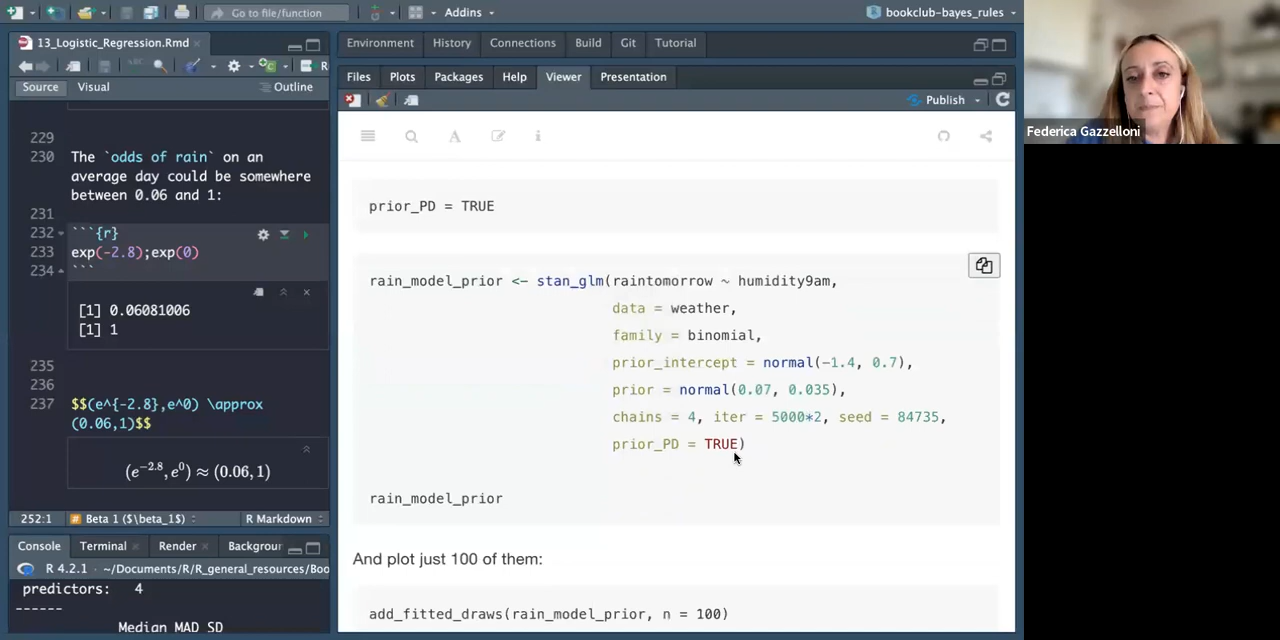 Go to file/function
Addins
bookclub-bayes_rules
13_Logistic_Regression.Rmd
Source
Visual
Outline
229
230
The `odds of rain` on an
average day could be somewhere
between 0.06 and 1:
231
232
```{r}
233
exp(-2.8);exp(0)
234
```
[1] 0.06081006
[1] 1
235
236
237
$$(e^{-2.8},e^0) \approx
(0.06,1)$$
(e^{-2.8}, e^0) ≈ (0.06, 1)
252:1
Beta 1 ($\beta_1$)
R Markdown
Console
Terminal
Render
Backgroun
R 4.2.1 · ~/Documents/R/R_general_resources/Boo
predictors: 4
------
Median MAD SD
Environment
History
Connections
Build
Git
Tutorial
Files
Plots
Packages
Help
Viewer
Presentation
Publish
prior_PD = TRUE
rain_model_prior <- stan_glm(raintomorrow ~ humidity9am,
data = weather,
family = binomial,
prior_intercept = normal(-1.4, 0.7),
prior = normal(0.07, 0.035),
chains = 4, iter = 5000*2, seed = 84735,
prior_PD = TRUE)
rain_model_prior
And plot just 100 of them:
add_fitted_draws(rain_model_prior, n = 100)
Federica Gazzelloni